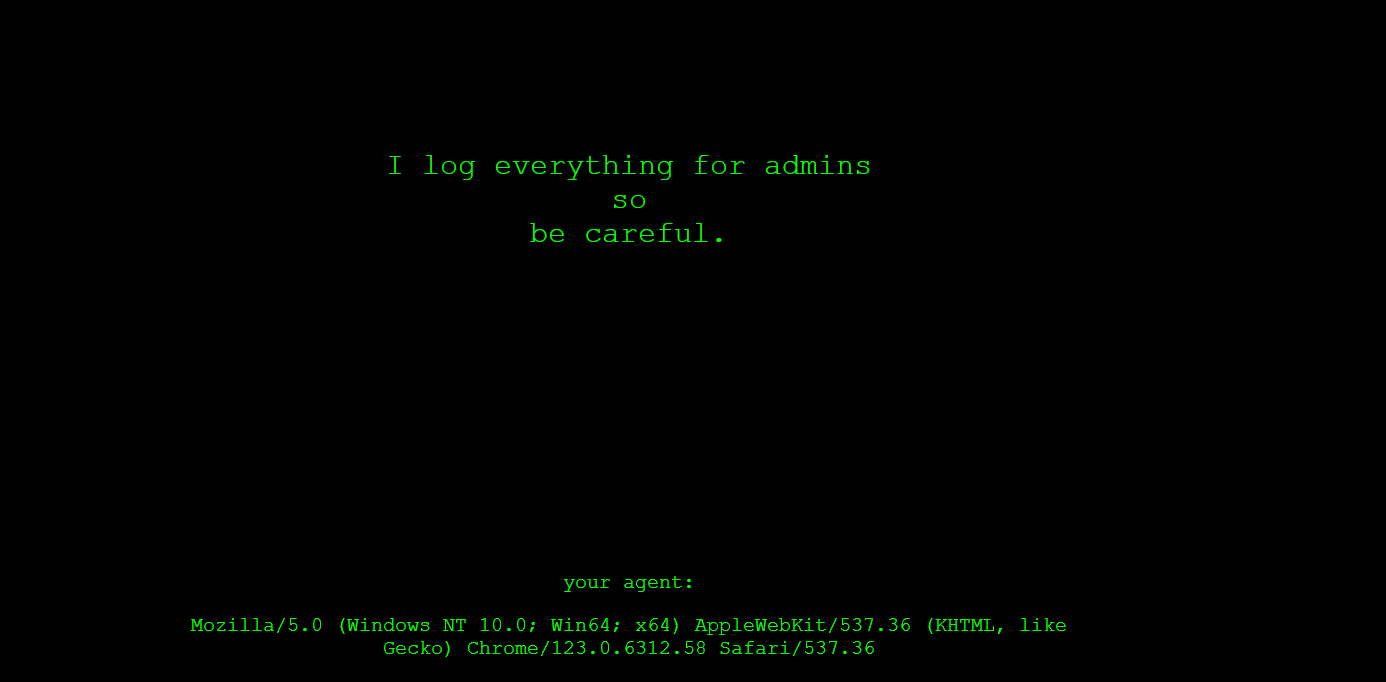 I log everything for admins
so
be careful.
your agent:
Mozilla/5.0 (Windows NT 10.0; Win64; x64) AppleWebKit/537.36 (KHTML, like
Gecko) Chrome/123.0.6312.58 Safari/537.36